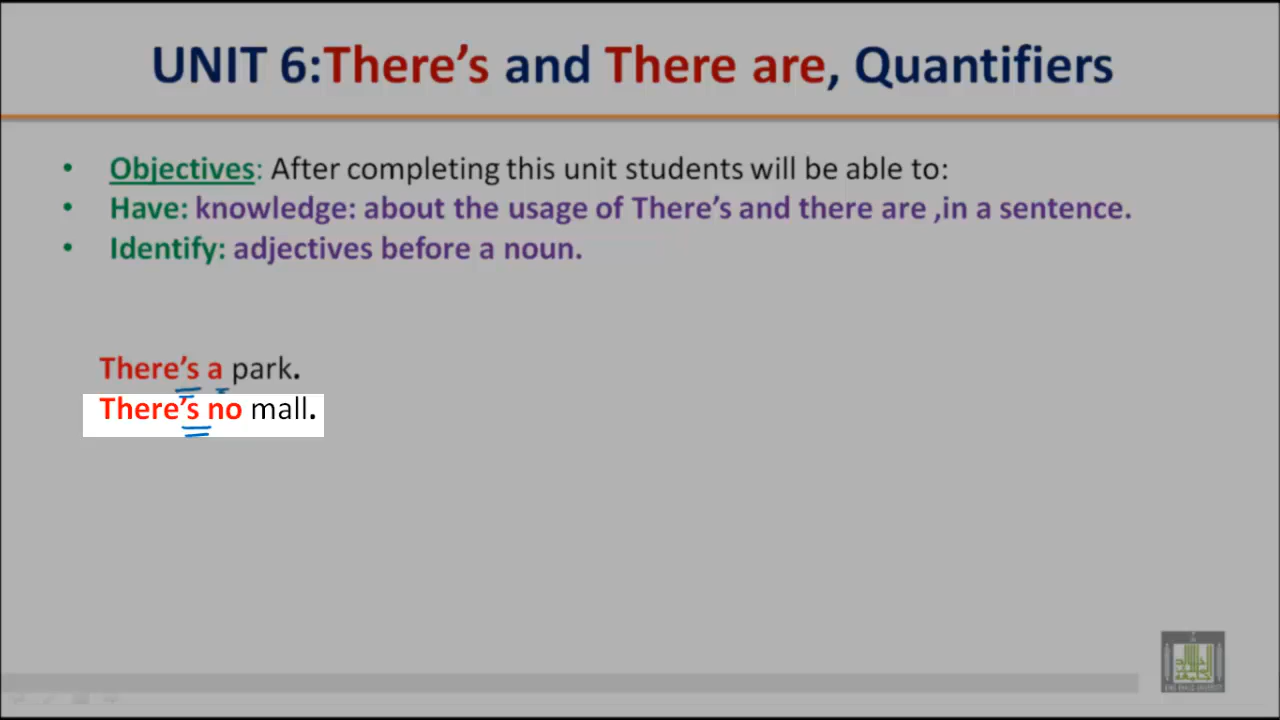 UNIT 6:There’s and There are, Quantifiers
• Objectives: After completing this unit students will be able to:
• Have: knowledge: about the usage of There’s and there are ,in a sentence.
• Identify: adjectives before a noun.
There’s a park.
There’s no mall.